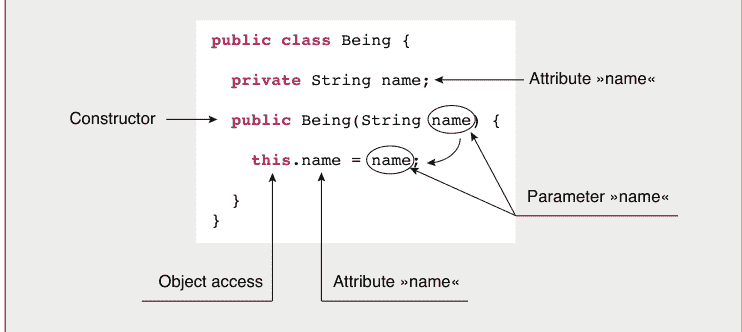 public class Being {
private String name;
Attribute »name«
Constructor
public Being(String name) {
this.name = name;
Parameter »name«
}
}
Object access
Attribute »name«